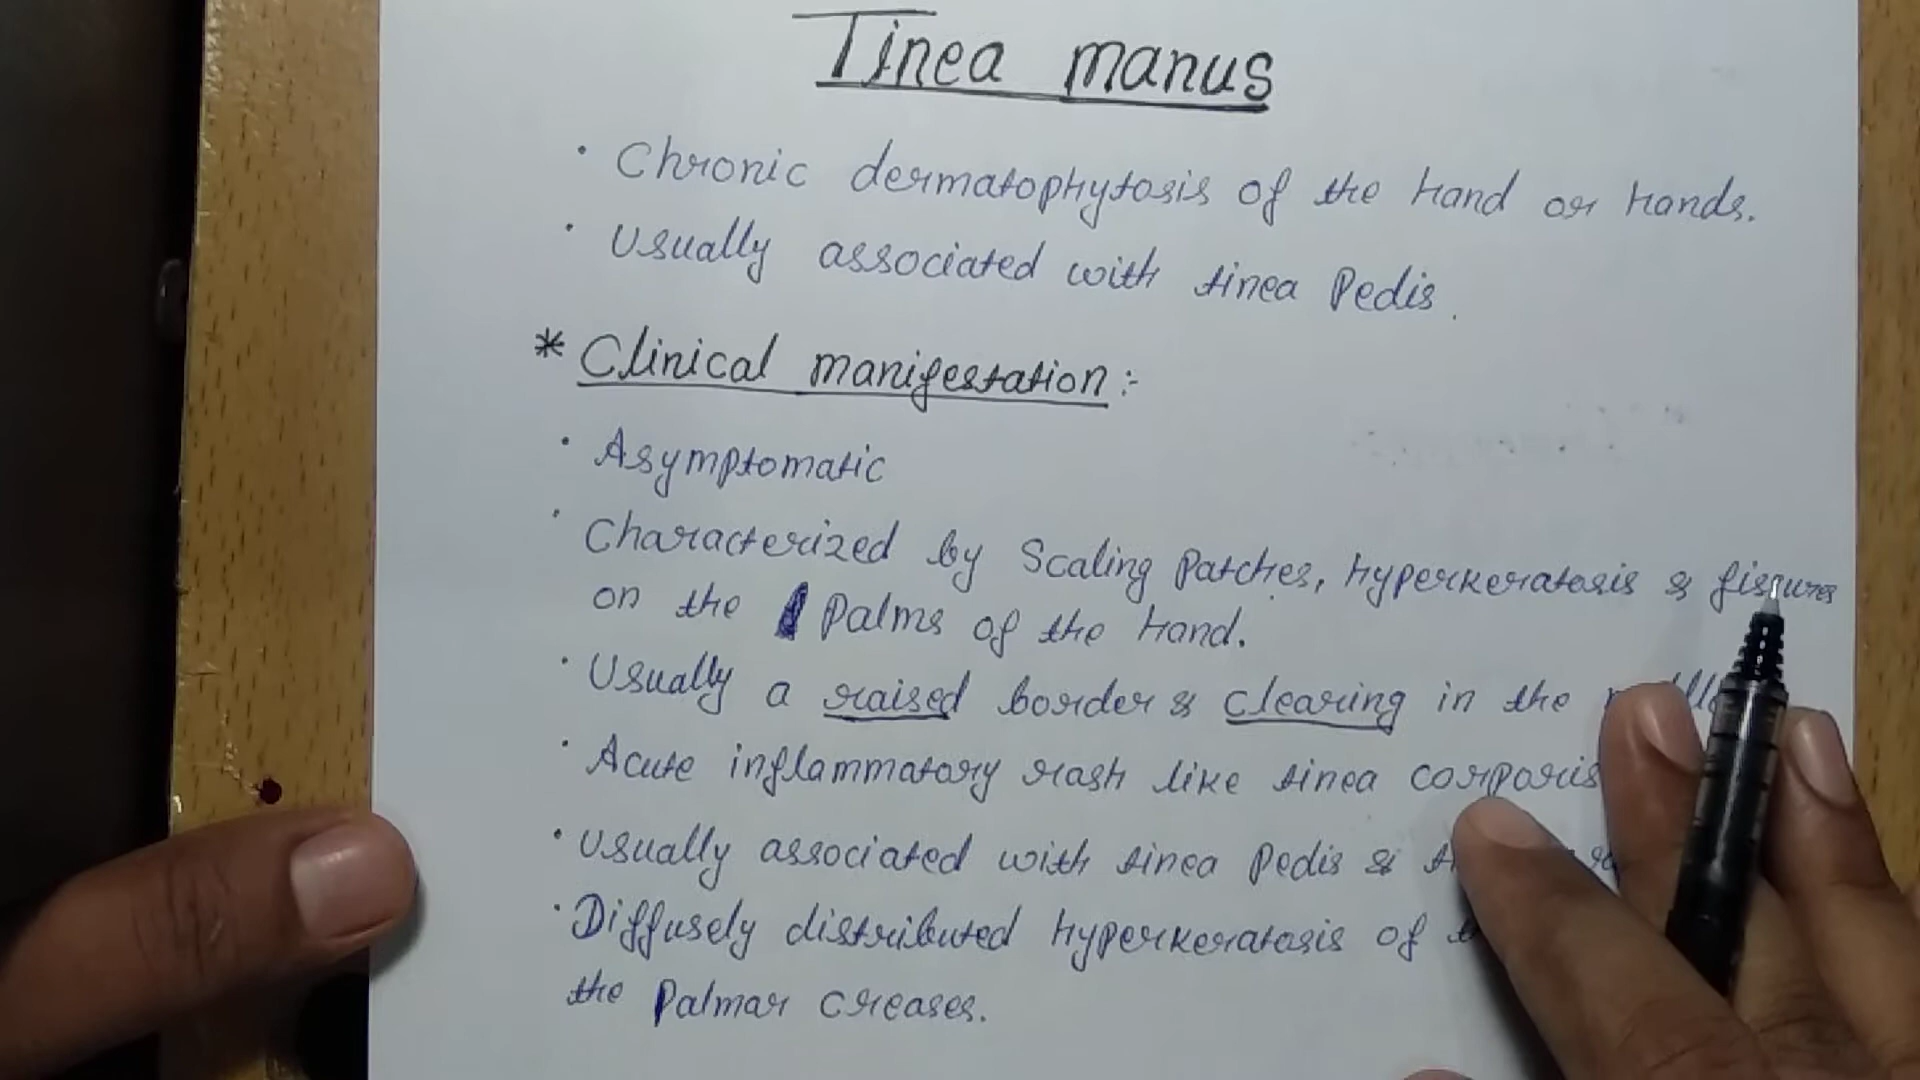 Tinea manus
· Chronic dermatophytosis of the hand or hands.
· Usually associated with tinea Pedis.
* Clinical manifestation :-
· Asymptomatic
· Characterized by Scaling Patches, hyperkeratosis & fissures
on the Palms of the hand.
· Usually a raised border & clearing in the
· Acute inflammatory rash like tinea corporis
· Usually associated with tinea Pedis &
· Diffusely distributed hyperkeratosis of
the Palmar creases.